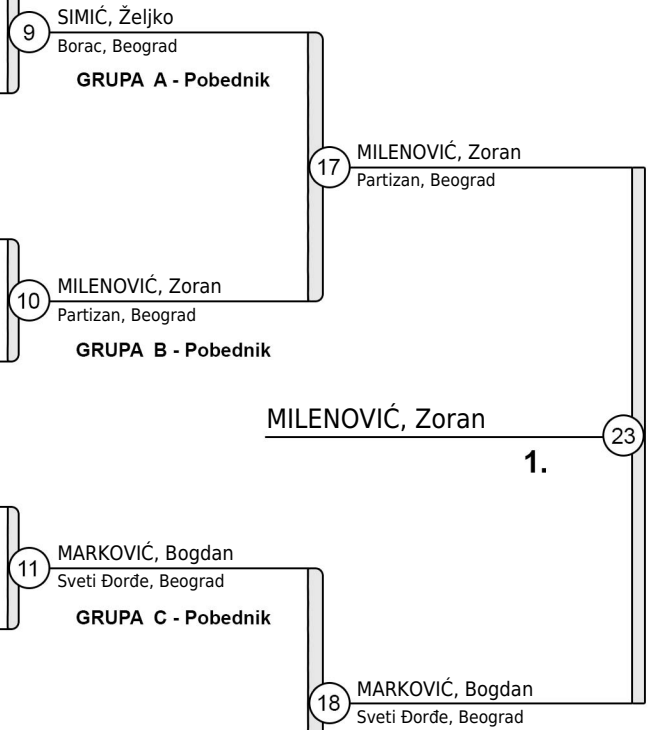 9
SIMIĆ, Željko
Borac, Beograd
GRUPA A - Pobednik
17
MILENOVIĆ, Zoran
Partizan, Beograd
10
MILENOVIĆ, Zoran
Partizan, Beograd
GRUPA B - Pobednik
MILENOVIĆ, Zoran
23
1.
11
MARKOVIĆ, Bogdan
Sveti Đorđe, Beograd
GRUPA C - Pobednik
18
MARKOVIĆ, Bogdan
Sveti Đorđe, Beograd